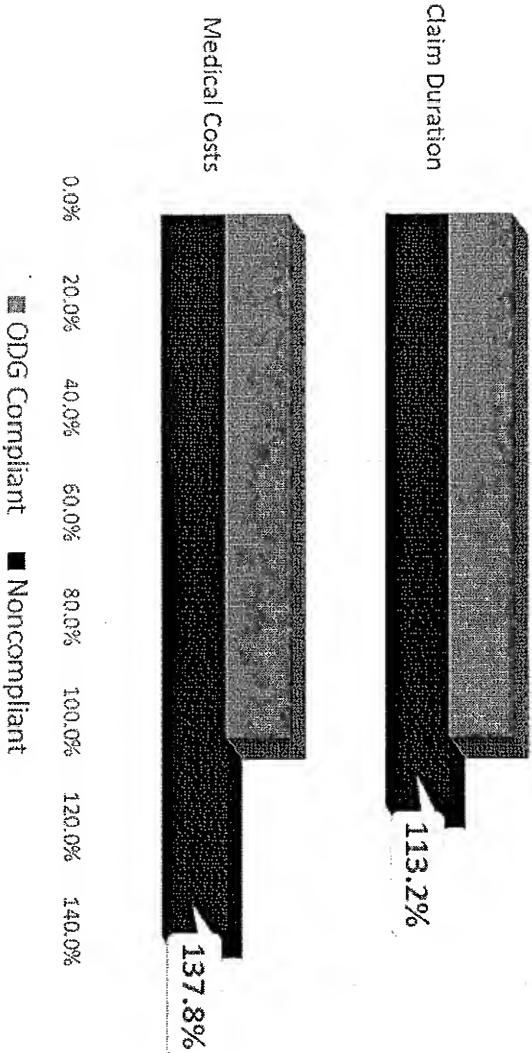 Claim Duration
113.2%
Medical Costs
137.8%
0.0% 20.0% 40.0% 60.0% 80.0% 100.0% 120.0% 140.0%
ODG Compliant Noncompliant